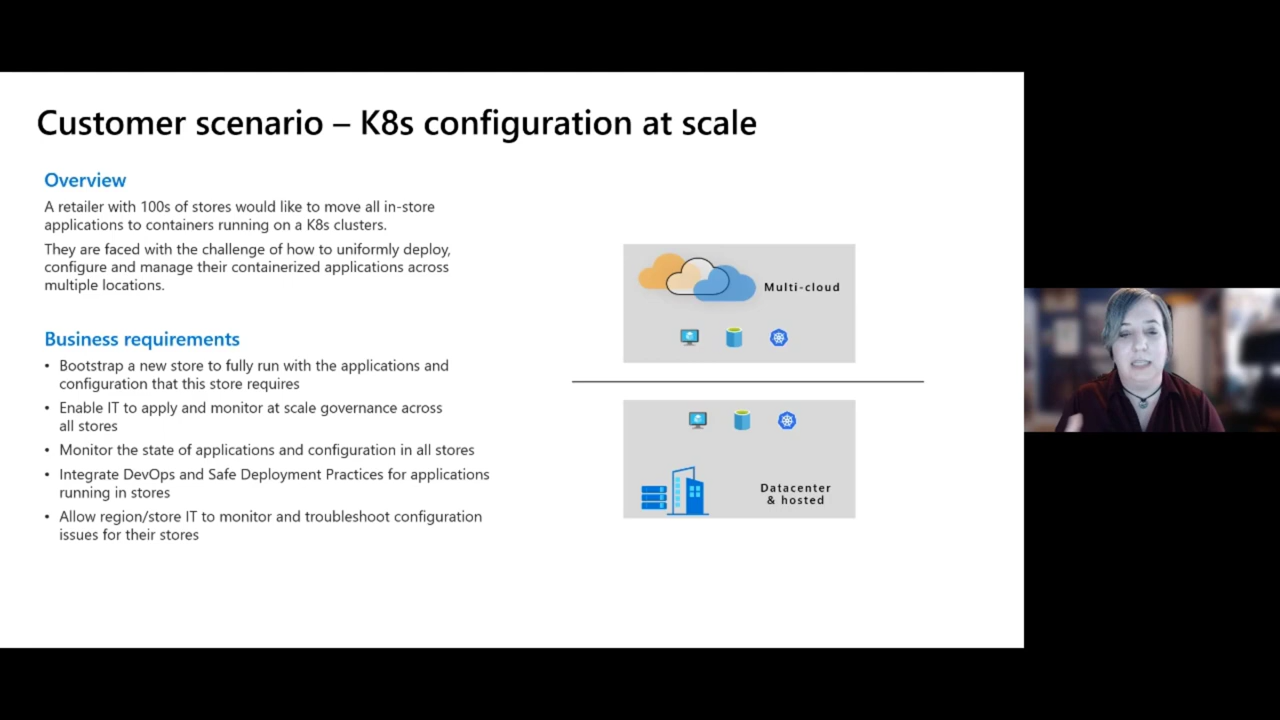 Customer scenario – K8s configuration at scale
Overview
A retailer with 100s of stores would like to move all in-store
applications to containers running on a K8s clusters.
They are faced with the challenge of how to uniformly deploy,
configure and manage their containerized applications across
multiple locations.
Business requirements
• Bootstrap a new store to fully run with the applications and
configuration that this store requires
• Enable IT to apply and monitor at scale governance across
all stores
• Monitor the state of applications and configuration in all stores
• Integrate DevOps and Safe Deployment Practices for applications
running in stores
• Allow region/store IT to monitor and troubleshoot configuration
issues for their stores
Multi-cloud
Datacenter
& hosted